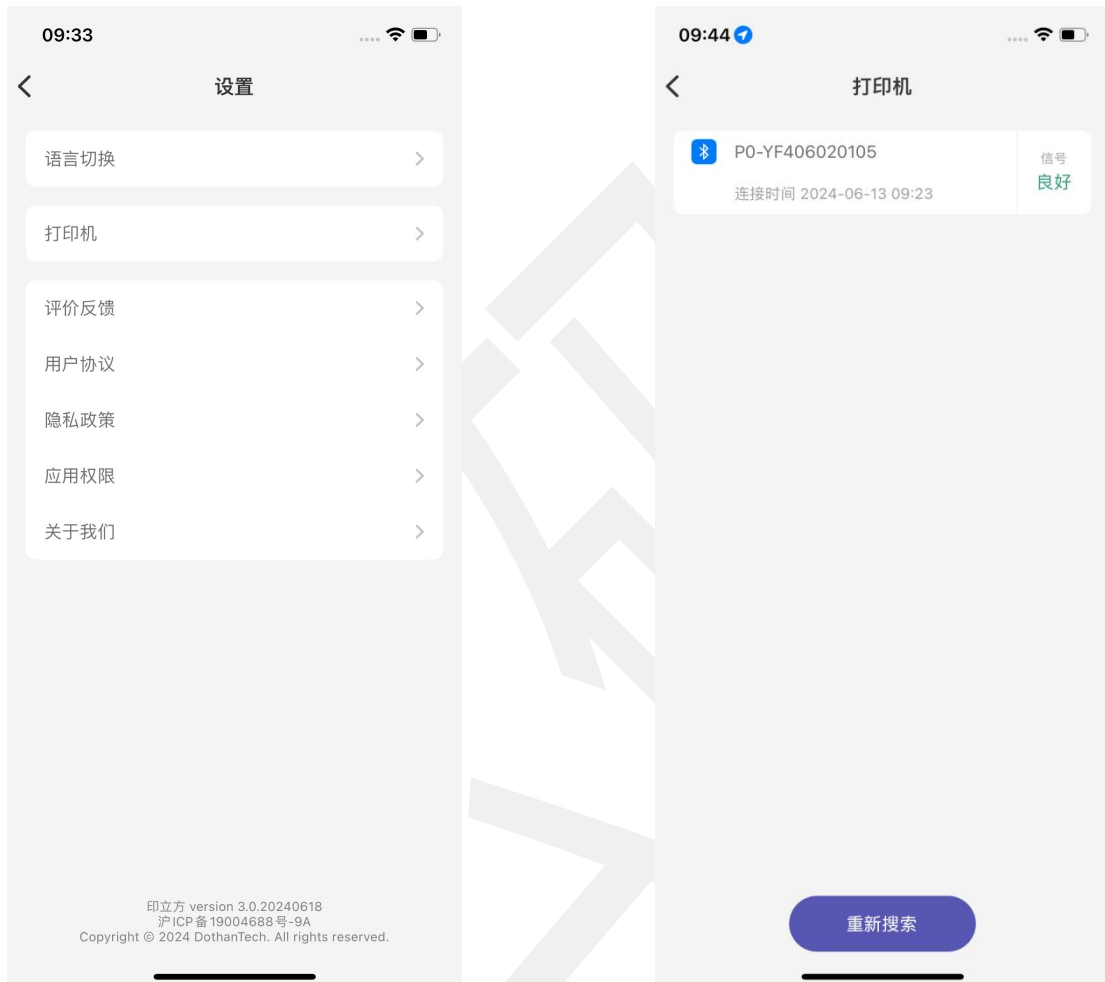 09:33
设置
语言切换
打印机
评价反馈
用户协议
隐私政策
应用权限
关于我们
印立方 version 3.0.20240618
沪ICP备19004688号-9A
Copyright © 2024 DothanTech. All rights reserved.
09:44
打印机
P0-YF406020105
连接时间 2024-06-13 09:23
信号
良好
重新搜索